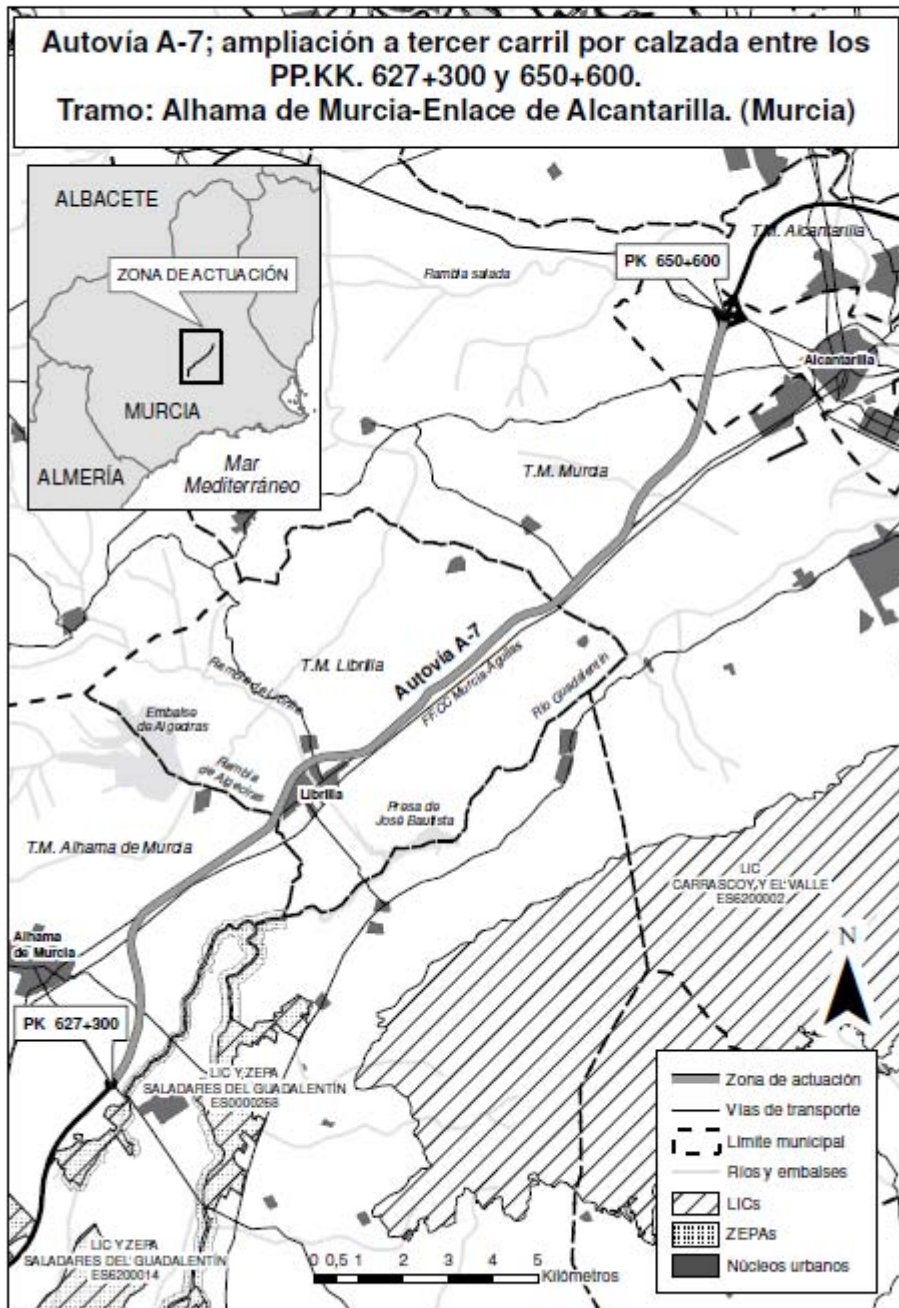 Autovía A-7; ampliación a tercer carril por calzada entre los
PP.KK. 627+300 y 650+600.
Tramo: Alhama de Murcia-Enlace de Alcantarilla. (Murcia)
ALBACETE
ZONA DE ACTUACIÓN
MURCIA
ALMERÍA
Mar
Mediterráneo
T.M. Alcantarilla
PK 650+600
Rambla salada
Alcantarilla
T.M. Murcia
T.M. Librilla
Autovía A-7
FF.CC Murcia-Águilas
Río Guadalentín
Rambla de Librilla
Embalse
de Algediras
Rambla
de Algediras
Librilla
Presa de
José Bautista
T.M. Alhama de Murcia
LIC
CARRASCOY Y EL VALLE
ES6200002
Alhama
de Murcia
PK 627+300
LIC Y ZEPA
SALADARES DEL GUADALENTÍN
ES0000268
N
LIC Y ZEPA
SALADARES DEL GUADALENTÍN
ES6200014
0 0,5 1 2 3 4 5
Kilómetros
Zona de actuación
Vías de transporte
Límite municipal
Ríos y embalses
LICs
ZEPAs
Núcleos urbanos